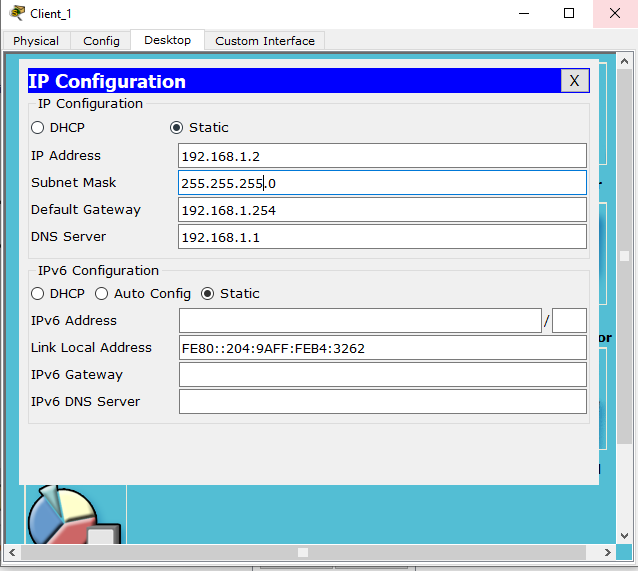 Client_1
Physical Config Desktop Custom Interface
IP Configuration X
IP Configuration
DHCP Static
IP Address 192.168.1.2
Subnet Mask 255.255.255.0
Default Gateway 192.168.1.254
DNS Server 192.168.1.1
IPv6 Configuration
DHCP Auto Config Static
IPv6 Address /
Link Local Address FE80::204:9AFF:FEB4:3262
IPv6 Gateway
IPv6 DNS Server